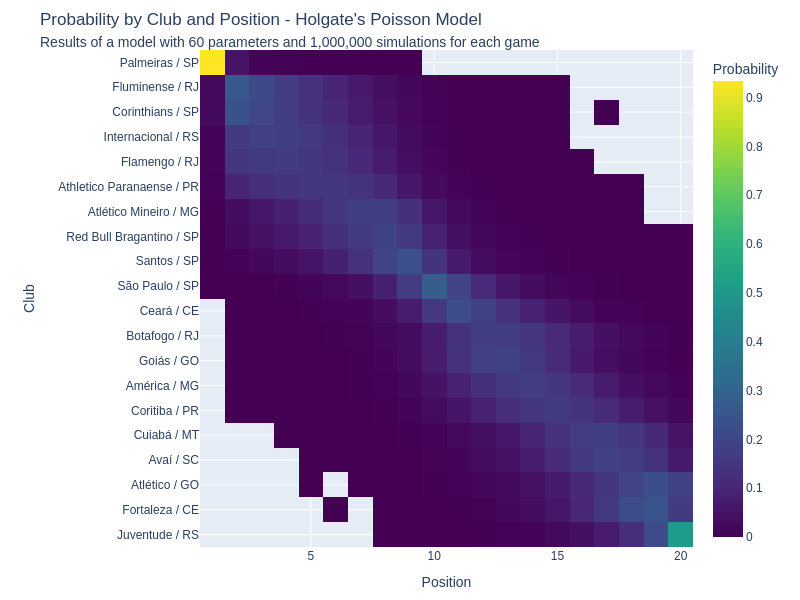 Probability by Club and Position - Holgate's Poisson Model
Results of a model with 60 parameters and 1,000,000 simulations for each game
Probability
Palmeiras / SP
Fluminense / RJ
Corinthians / SP
Internacional / RS
Flamengo / RJ
Athletico Paranaense / PR
Atlético Mineiro / MG
Red Bull Bragantino / SP
Santos / SP
São Paulo / SP
Ceará / CE
Botafogo / RJ
Goiás / GO
América / MG
Coritiba / PR
Cuiabá / MT
Avaí / SC
Atlético / GO
Fortaleza / CE
Juventude / RS
Club
5
10
15
20
Position
0.9
0.8
0.7
0.6
0.5
0.4
0.3
0.2
0.1
0